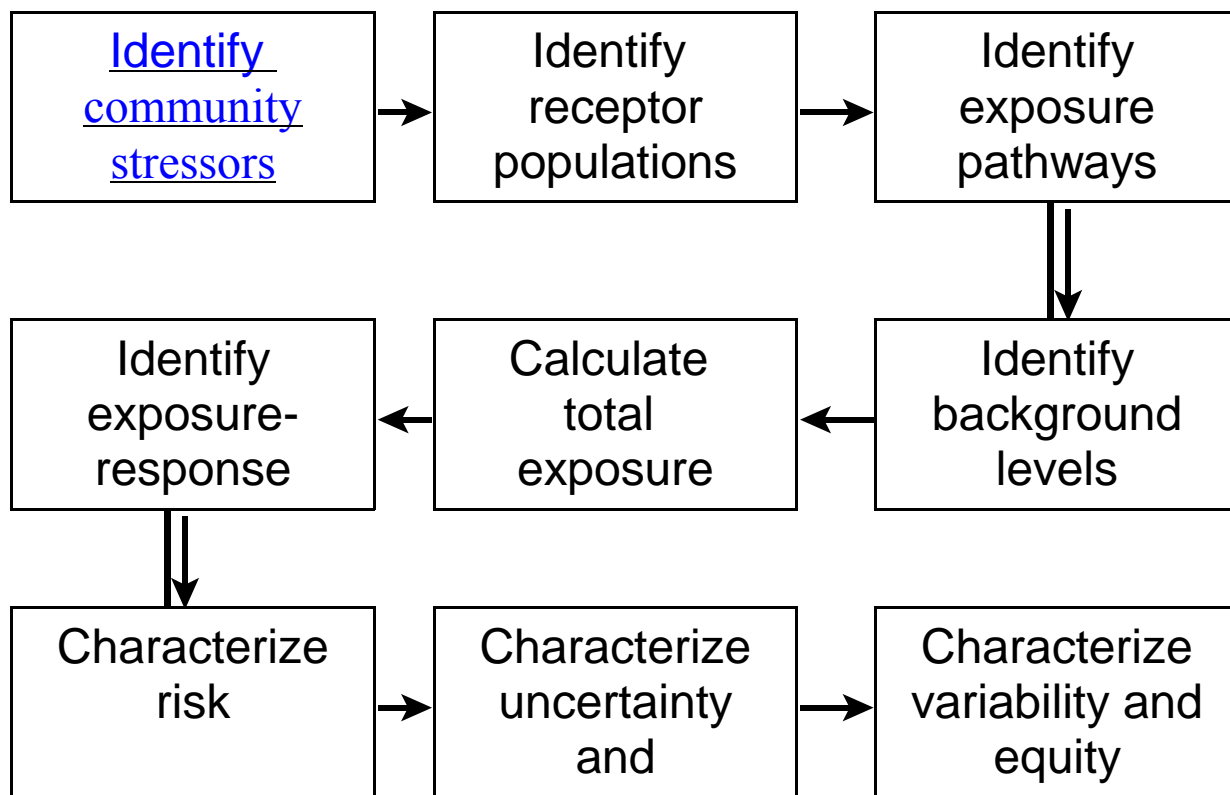 Identify
community
stressors
Identify
receptor
populations
Identify
exposure
pathways
Identify
exposure-
response
Calculate
total
exposure
Identify
background
levels
Characterize
risk
Characterize
uncertainty
and
Characterize
variability and
equity